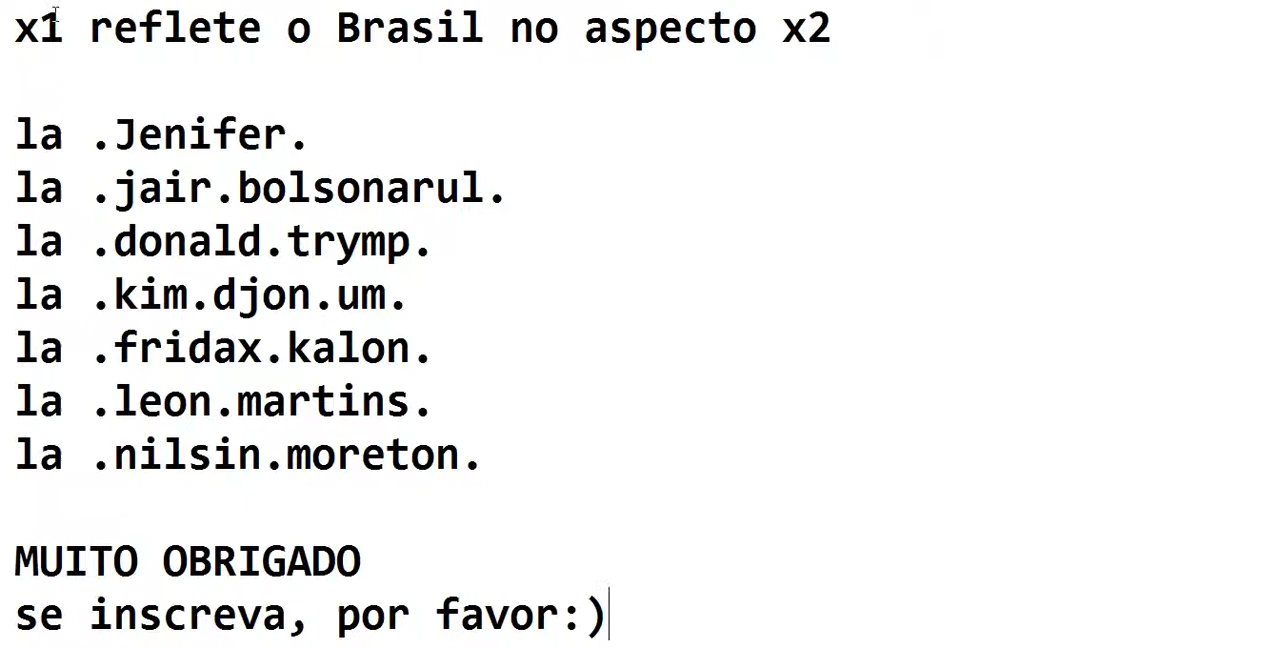 x1 reflete o Brasil no aspecto x2
la .Jenifer.
la .jair.bolsonarul.
la .donald.trymp.
la .kim.djon.um.
la .fridax.kalon.
la .leon.martins.
la .nilsin.moreton.
MUITO OBRIGADO
se inscreva, por favor:)